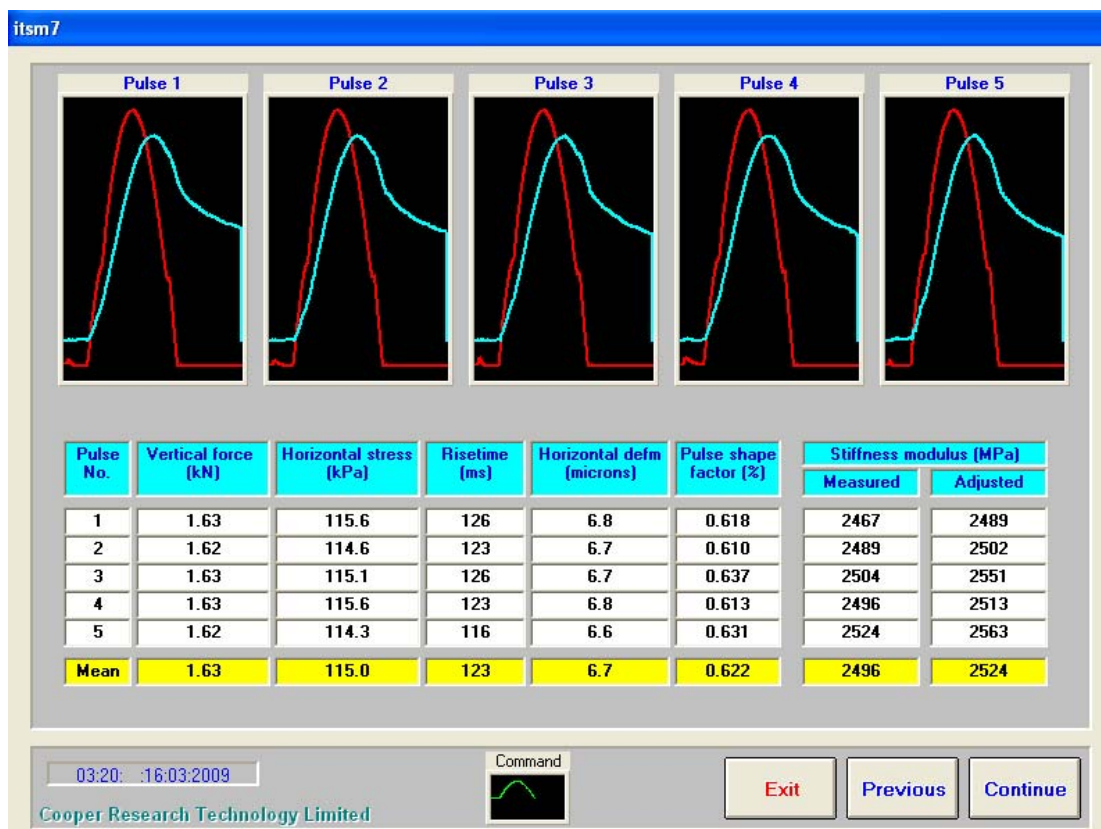 itsm7
Pulse 1 Pulse 2 Pulse 3 Pulse 4 Pulse 5
Pulse No. Vertical force (kN) Horizontal stress (kPa) Risetime (ms) Horizontal defm (microns) Pulse shape factor (%) Stiffness modulus (MPa)
Measured Adjusted
1 1.63 115.6 126 6.8 0.618 2467 2489
2 1.62 114.6 123 6.7 0.610 2489 2502
3 1.63 115.1 126 6.7 0.637 2504 2551
4 1.63 115.6 123 6.8 0.613 2496 2513
5 1.62 114.3 116 6.6 0.631 2524 2563
Mean 1.63 115.0 123 6.7 0.622 2496 2524
03:20: :16:03:2009
Command
Exit Previous Continue
Cooper Research Technology Limited